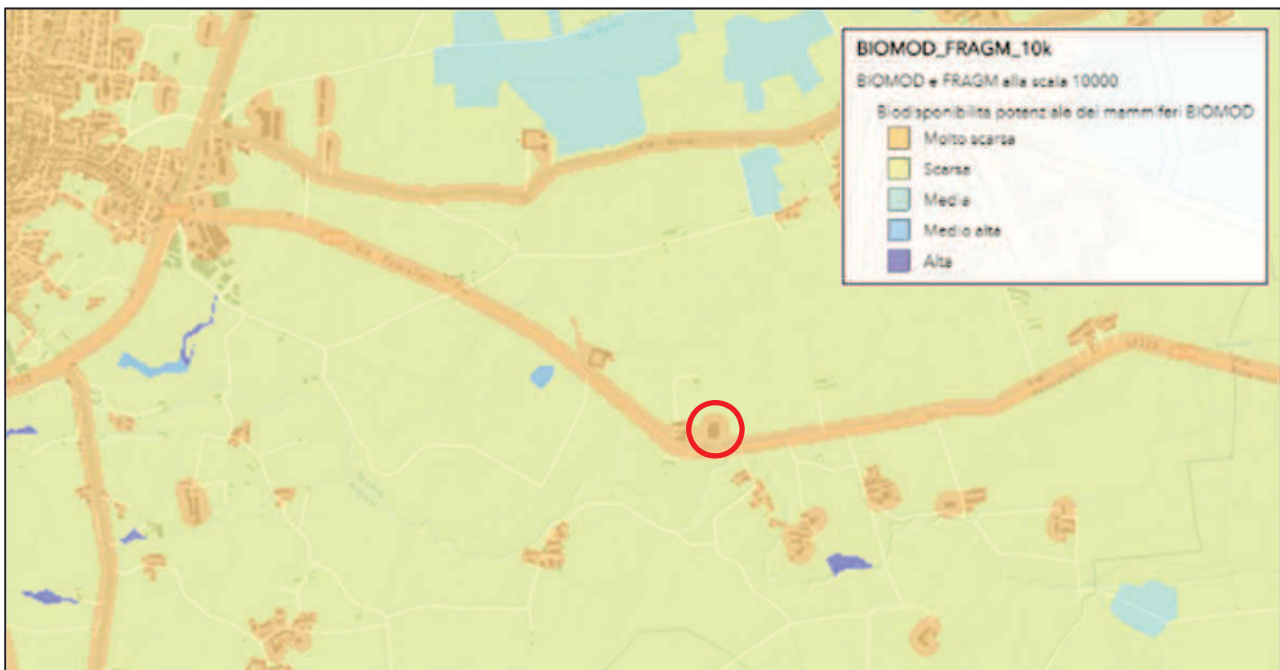 BIOMOD_FRAGM_10k
BIOMOD e FRAGM alla scala 10000
Biodisponibilità potenziale dei mammiferi BIOMOD
Molto scarsa
Scarsa
Media
Medio alta
Alta